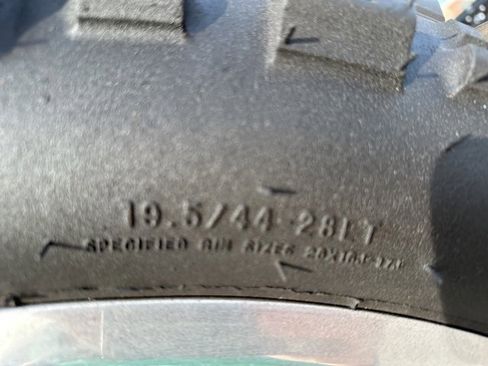 19.5/44-28LT
SPECIFIED RIM SIZES